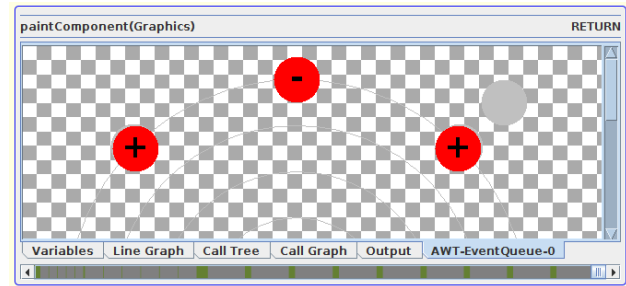 paintComponent(Graphics) RETURN
-
+ +
Variables Line Graph Call Tree Call Graph Output AWT-EventQueue-0